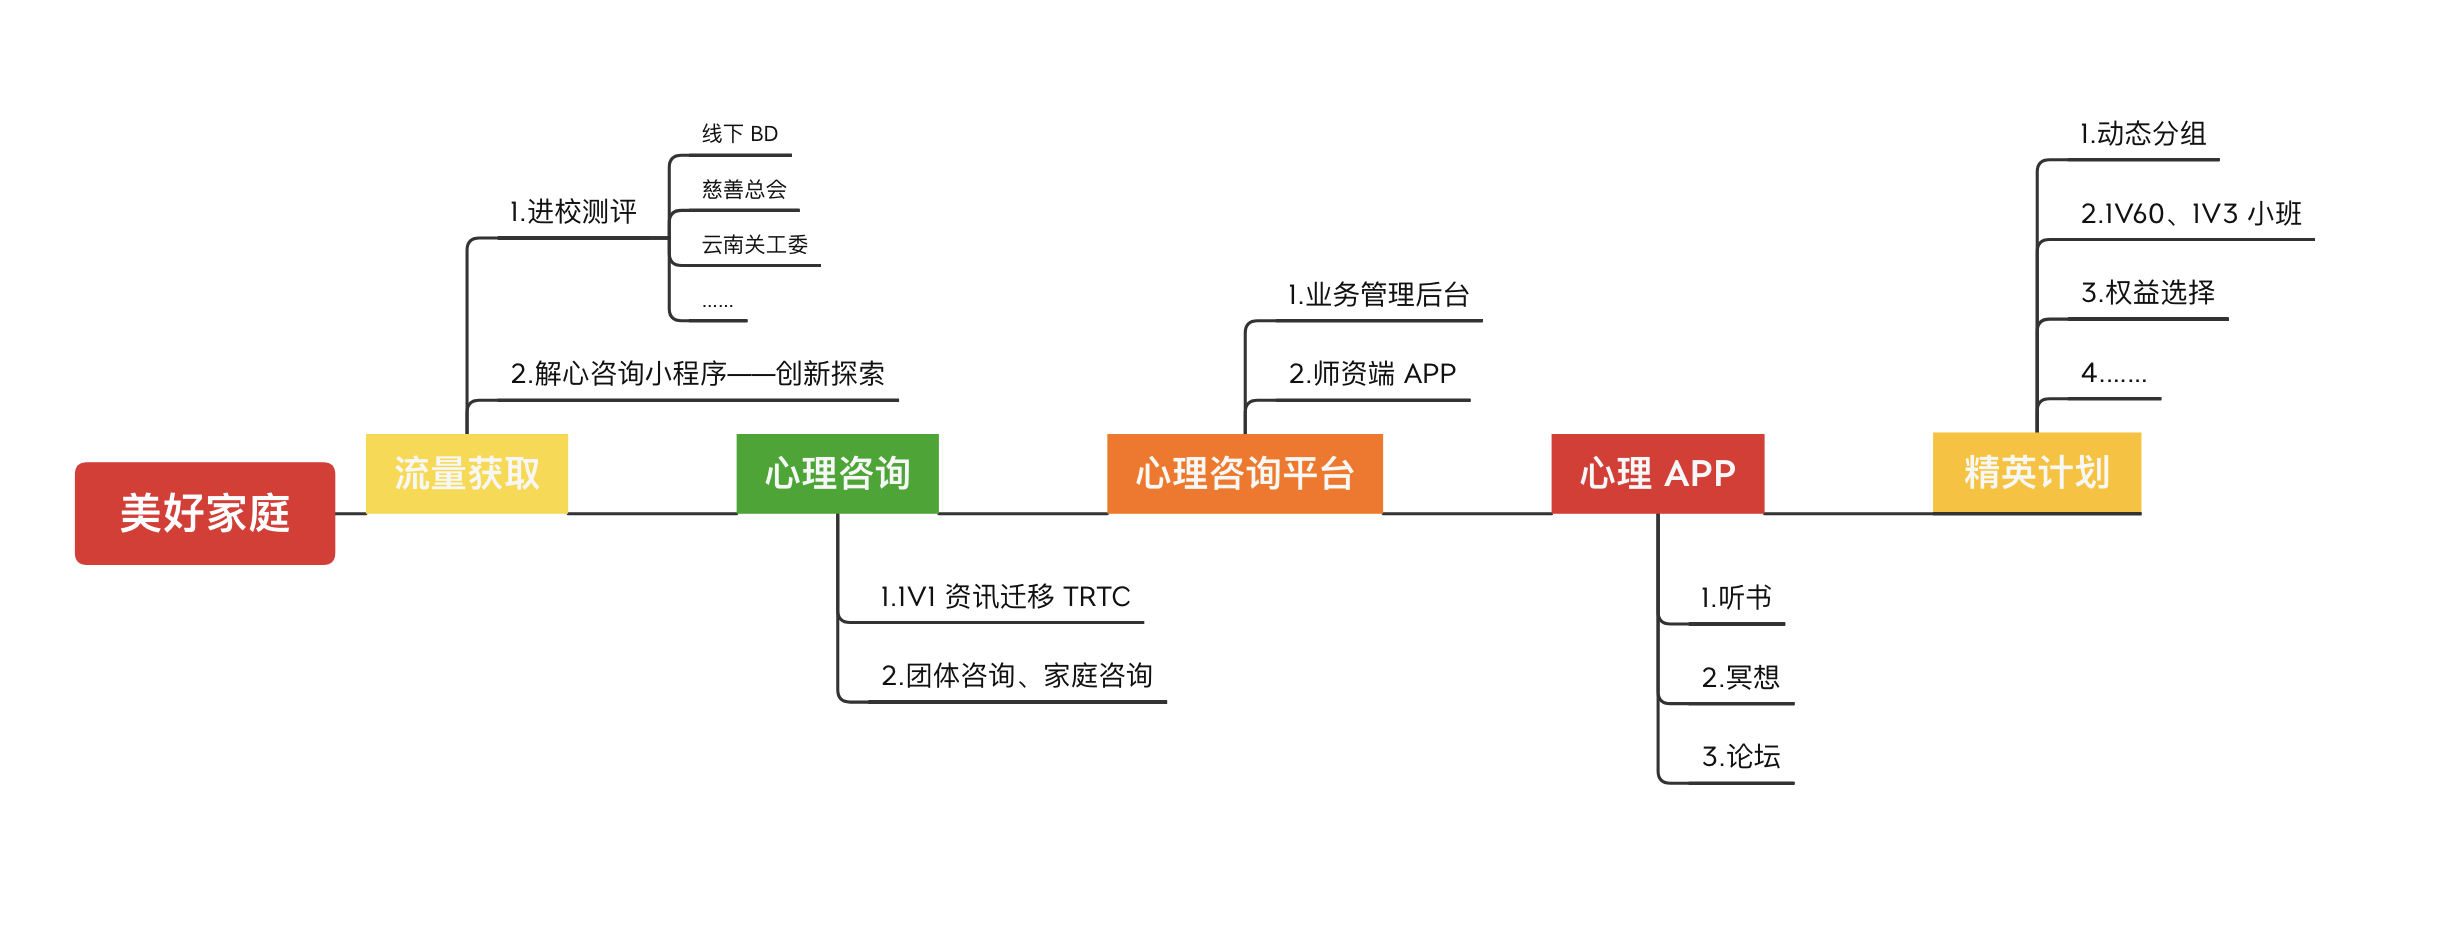 美好家庭
流量获取
1.进校测评
线下 BD
慈善总会
云南关工委
......
2.解心咨询小程序——创新探索
心理咨询
1.1V1 资讯迁移 TRTC
2.团体咨询、家庭咨询
心理咨询平台
1.业务管理后台
2.师资端 APP
心理 APP
1.听书
2.冥想
3.论坛
精英计划
1.动态分组
2.1V60、1V3 小班
3.权益选择
4.......